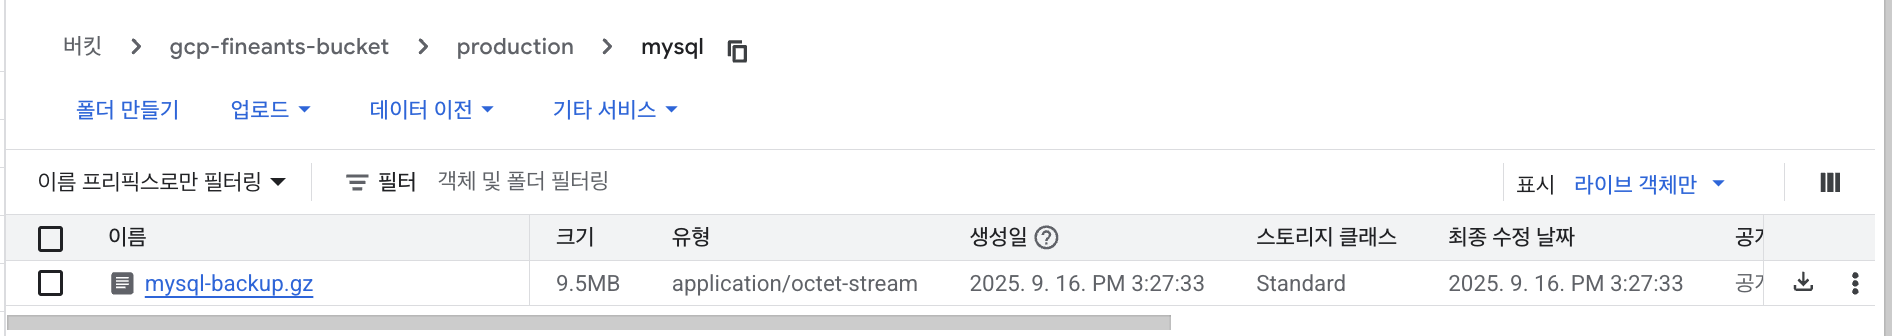 버킷 > gcp-fineants-bucket > production > mysql
폴더 만들기 업로드 데이터 이전 기타 서비스
이름 프리픽스로만 필터링 필터 객체 및 폴더 필터링 표시 라이브 객체만
이름 크기 유형 생성일 ? 스토리지 클래스 최종 수정 날짜
mysql-backup.gz 9.5MB application/octet-stream 2025. 9. 16. PM 3:27:33 Standard 2025. 9. 16. PM 3:27:33